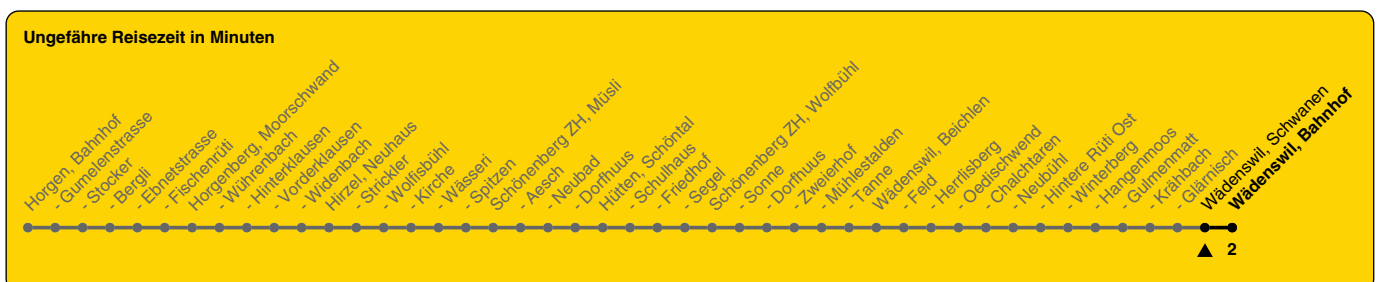 Ungefähre Reisezeit in Minuten
Horgen, Bahnhof
- Gumelenstrasse
- Stocker
- Bergli
- Ebnetstrasse
- Fischenrüti
Horgenberg, Moorschwand
- Wührenbach
- Hinterklausen
- Vorderklausen
- Widenbach
Hirzel, Neuhaus
- Strickler
- Wolfisbühl
- Kirche
- Wässeri
- Spitzen
Schönenberg ZH, Müsli
- Aesch
- Neubad
- Dorfhuus
Hütten, Schöntal
- Schulhaus
- Friedhof
- Segel
Schönenberg ZH, Wolfbühl
- Sonne
- Dorfhuus
- Zweierhof
- Mühlestalden
- Tanne
Wädenswil, Beichlen
- Feld
- Herrlisberg
- Oedischwend
- Chalchtaren
- Neubühl
- Hintere Rüti Ost
- Winterberg
- Hangenmoos
- Gulmenmatt
- Krähbach
- Glärnisch
Wädenswil, Schwanen
Wädenswil, Bahnhof
2